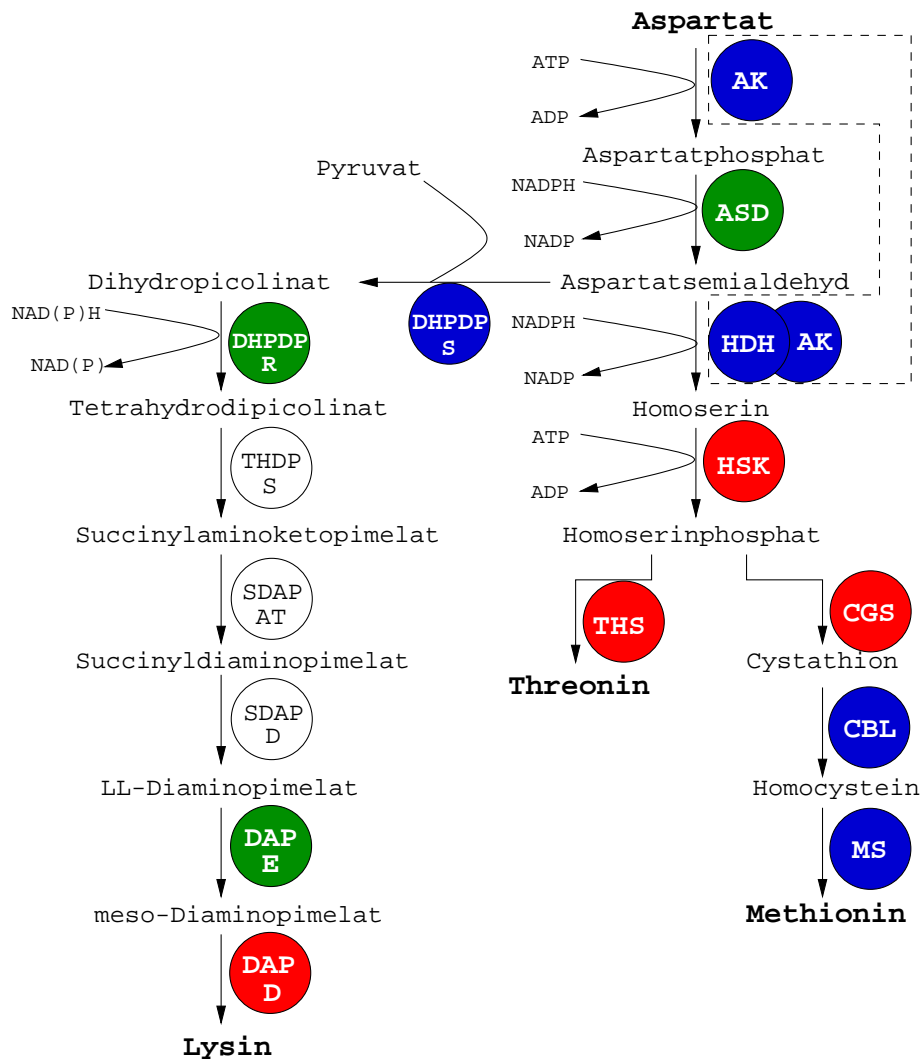 Aspartat
ATP
AK
ADP
Aspartatphosphat
Pyruvat
NADPH
ASD
NADP
Dihydropicolinat
Aspartatsemialdehyd
NAD(P)H
DHPDP
R
NAD(P)
DHPDP
S
NADPH
HDH
AK
NADP
Tetrahydrodipicolinat
Homoserin
THDP
S
ATP
HSK
ADP
Succinylaminoketopimelat
Homoserinphosphat
SDAP
AT
THS
CGS
Succinyldiaminopimelat
Threonin
Cystathion
SDAP
D
CBL
LL-Diaminopimelat
Homocystein
DAP
E
MS
meso-Diaminopimelat
Methionin
DAP
D
Lysin